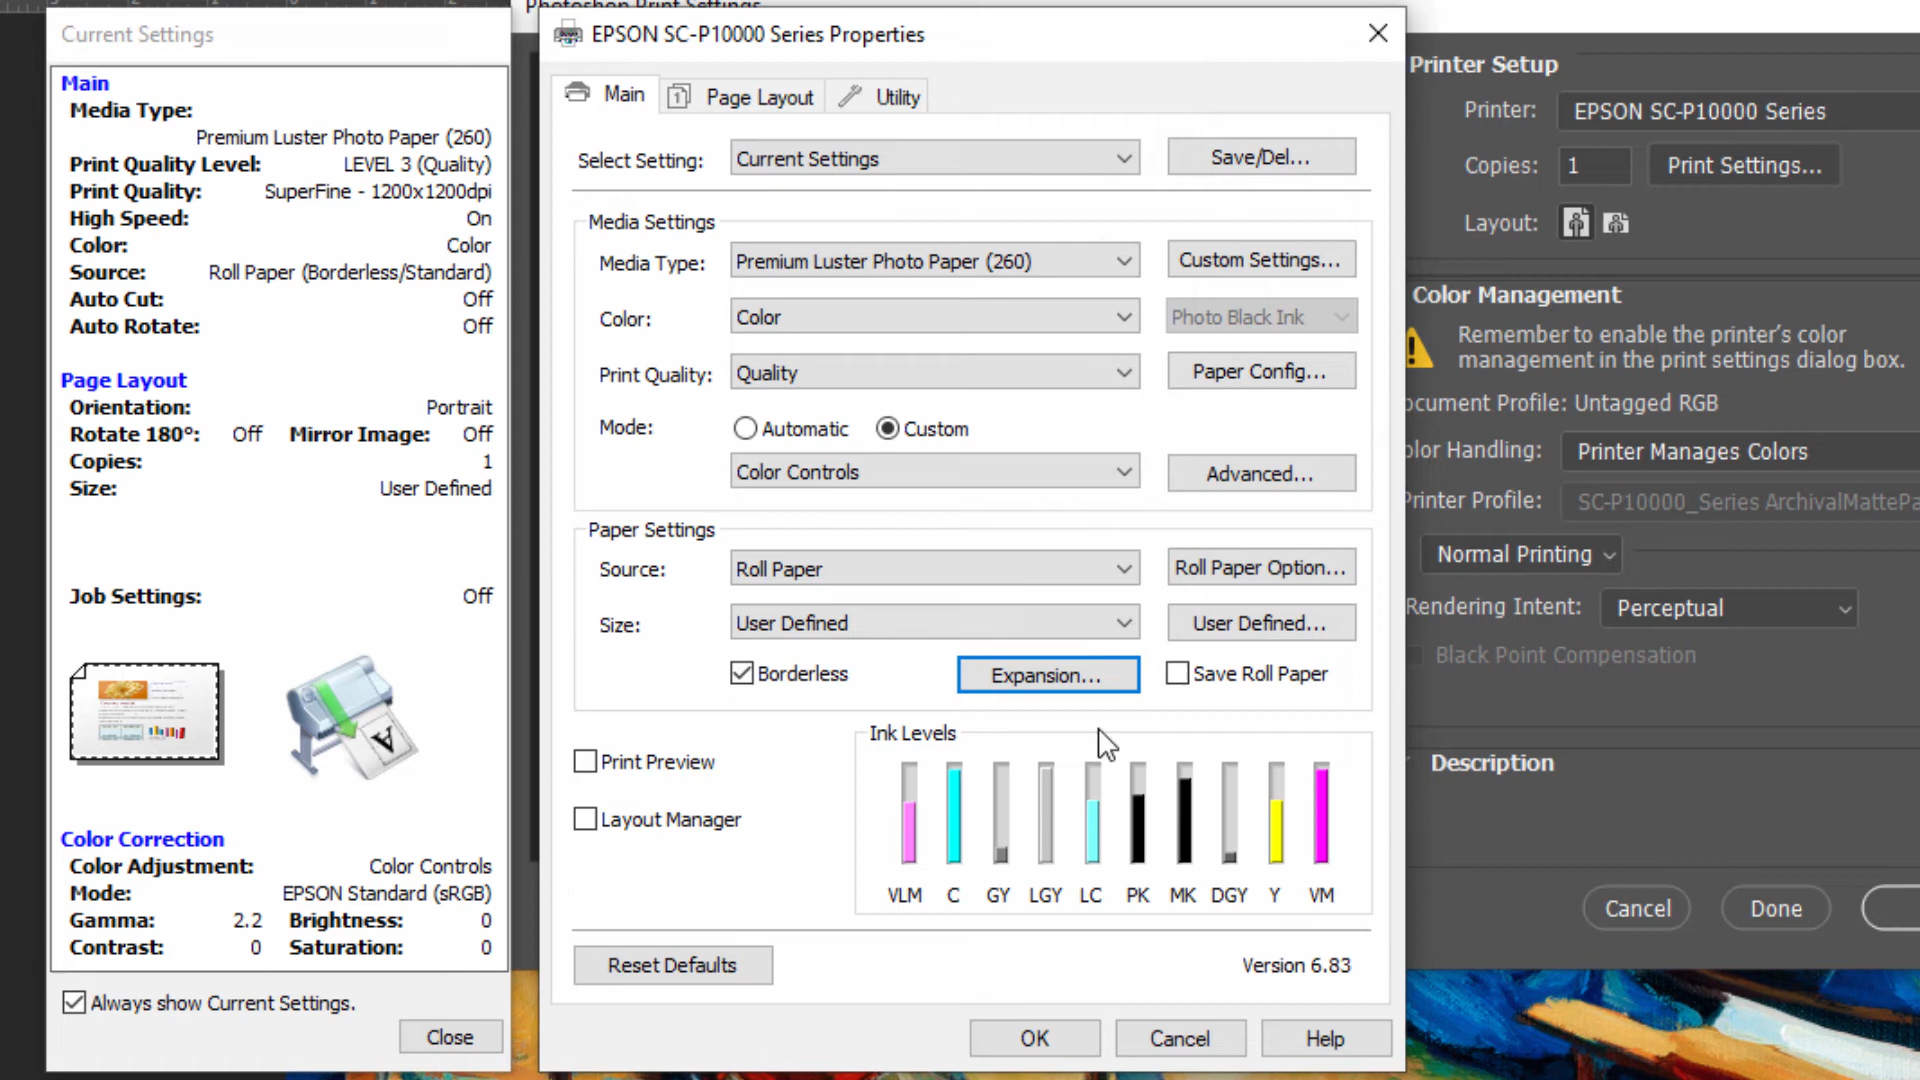 Photoshop Print Settings
Current Settings
Main
Media Type:
Premium Luster Photo Paper (260)
Print Quality Level: LEVEL 3 (Quality)
Print Quality: SuperFine - 1200x1200dpi
High Speed: On
Color: Color
Source: Roll Paper (Borderless/Standard)
Auto Cut: Off
Auto Rotate: Off
Page Layout
Orientation: Portrait
Rotate 180°: Off Mirror Image: Off
Copies: 1
Size: User Defined
Job Settings: Off
A
Color Correction
Color Adjustment: Color Controls
Mode: EPSON Standard (sRGB)
Gamma: 2.2 Brightness: 0
Contrast: 0 Saturation: 0
Always show Current Settings.
Close
EPSON SC-P10000 Series Properties
Main
1 Page Layout
Utility
Select Setting: Current Settings Save/Del...
Media Settings
Media Type: Premium Luster Photo Paper (260) Custom Settings...
Color: Color Photo Black Ink
Print Quality: Quality Paper Config...
Mode: Automatic Custom
Color Controls Advanced...
Paper Settings
Source: Roll Paper Roll Paper Option...
Size: User Defined User Defined...
Borderless Expansion... Save Roll Paper
Print Preview
Layout Manager
Ink Levels
VLM C GY LGY LC PK MK DGY Y VM
Reset Defaults Version 6.83
OK Cancel Help
Printer Setup
Printer: EPSON SC-P10000 Series
Copies: 1 Print Settings...
Layout:
Color Management
Remember to enable the printer's color
management in the print settings dialog box.
ocument Profile: Untagged RGB
olor Handling: Printer Manages Colors
Printer Profile: SC-P10000_Series ArchivalMattePa
Normal Printing
Rendering Intent: Perceptual
Black Point Compensation
Description
Cancel Done